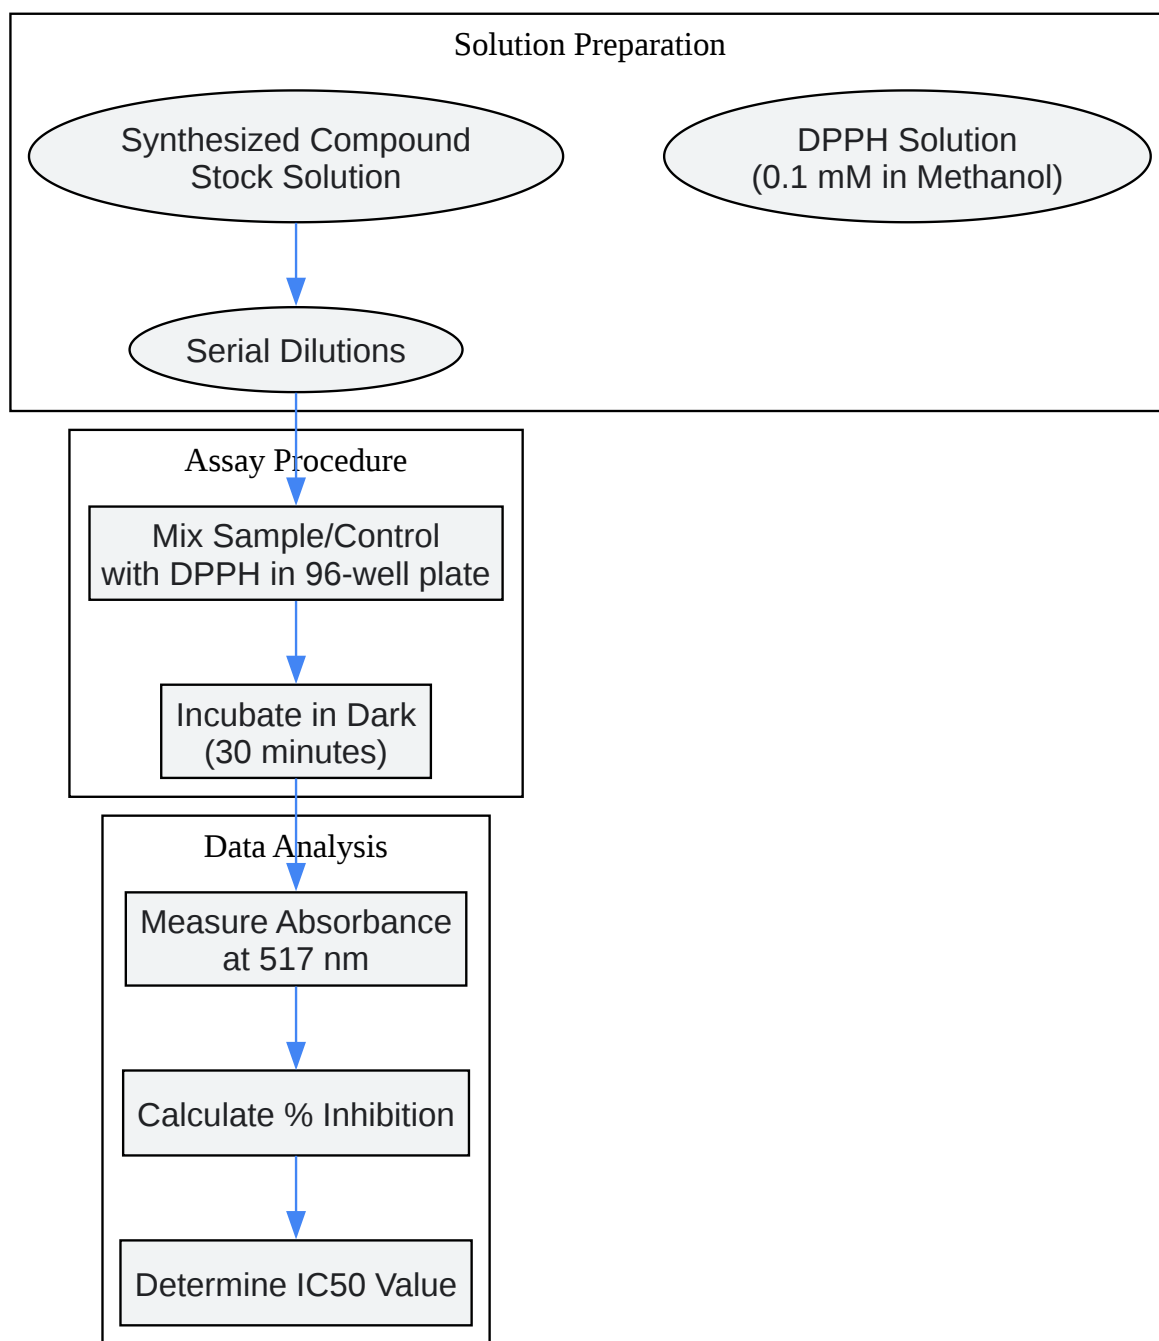 Solution Preparation
Synthesized Compound
Stock Solution
DPPH Solution
(0.1 mM in Methanol)
Serial Dilutions
Assay Procedure
Mix Sample/Control
with DPPH in 96-well plate
Incubate in Dark
(30 minutes)
Data Analysis
Measure Absorbance
at 517 nm
Calculate % Inhibition
Determine IC50 Value